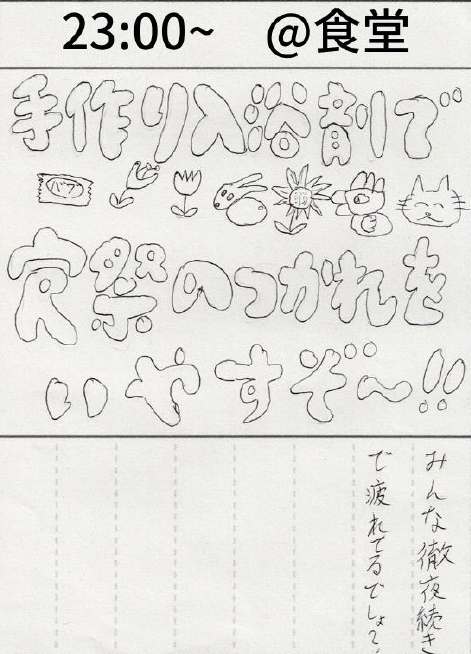 23:00~ @食堂
手作り入浴剤で
バブ
寮祭のつかれを
いやすぞ〜!!
みんな徹夜続き
で疲れてるでしょ?